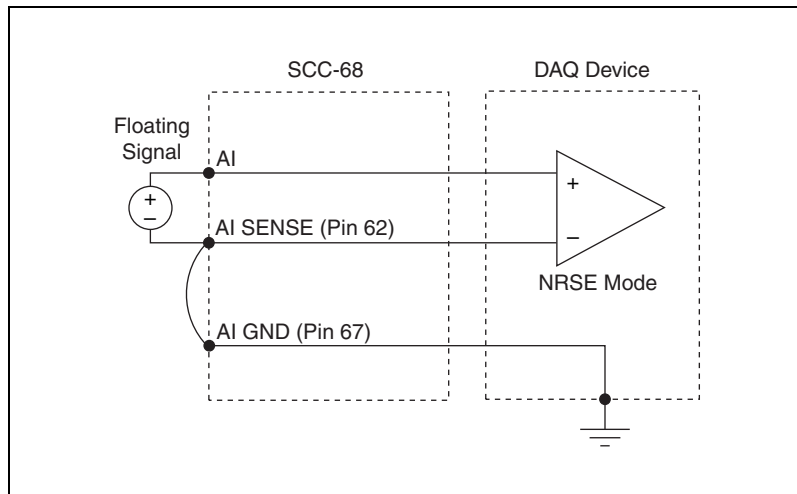 SCC-68
DAQ Device
Floating
Signal
AI
+
–
+
AI SENSE (Pin 62)
–
NRSE Mode
AI GND (Pin 67)